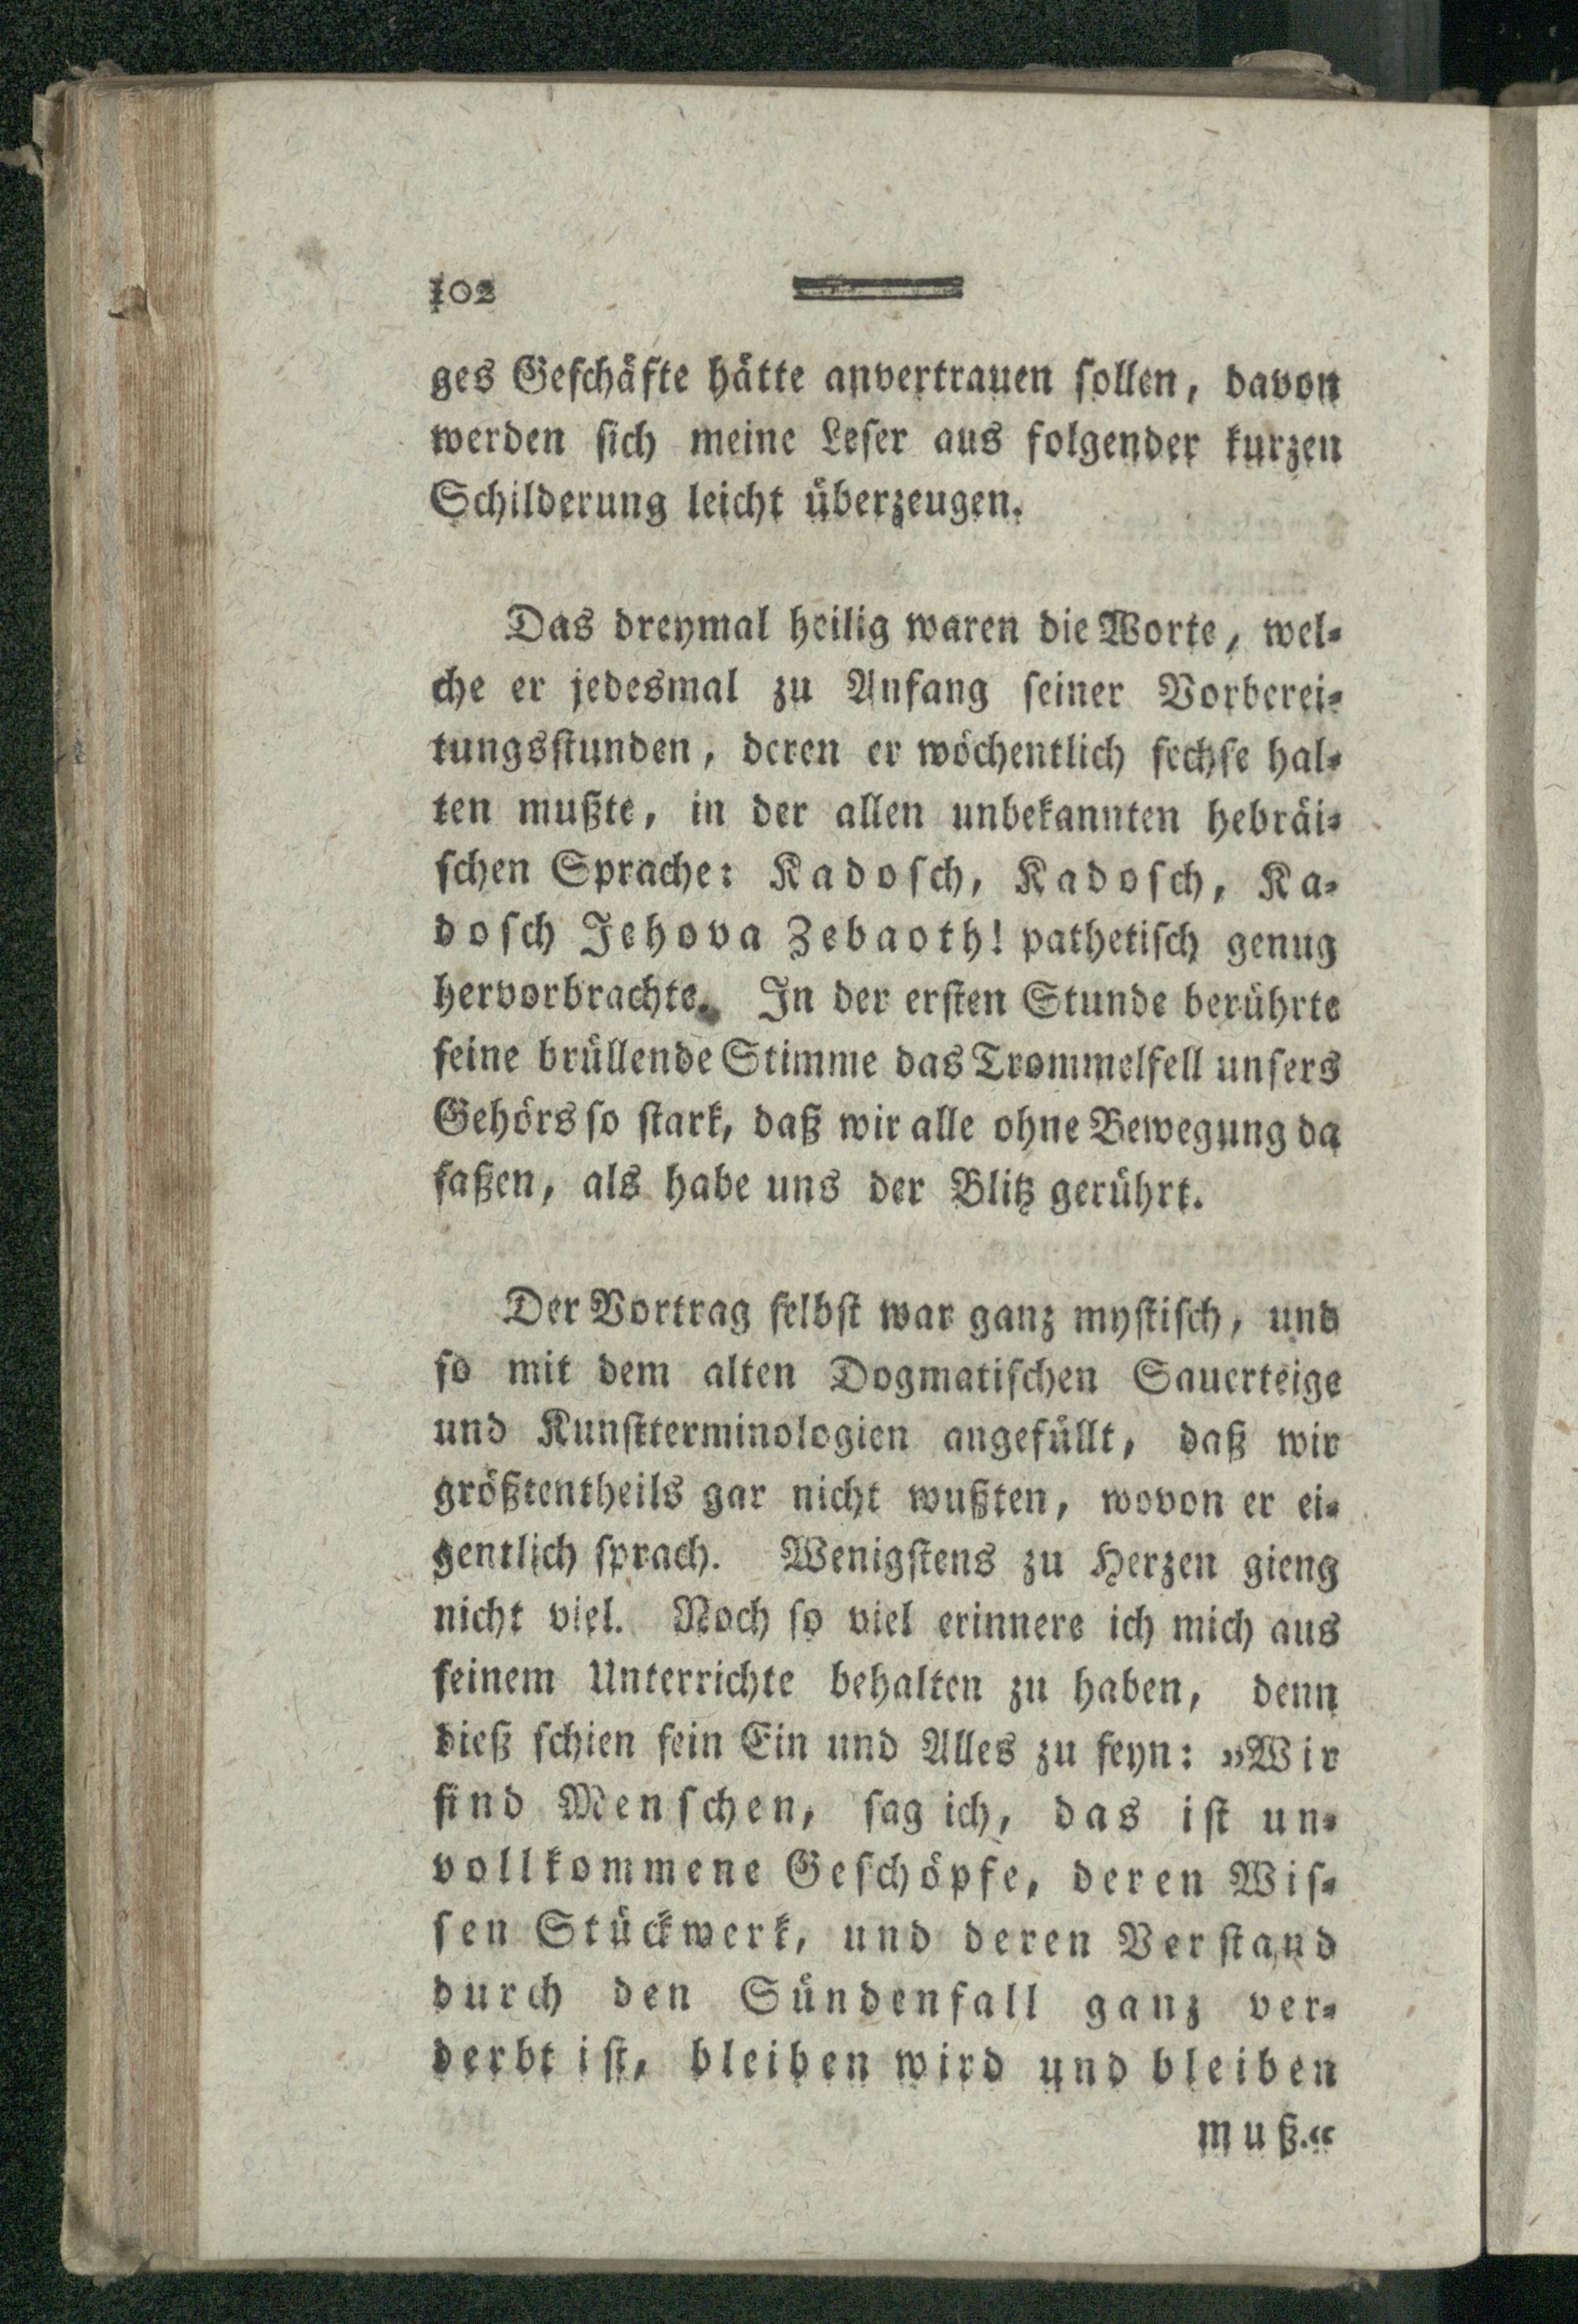 102
ges Geschäfte hätte anvertrauen sollen, davon
werden sich meine Leser aus folgender kurzen
Schilderung leicht überzeugen.
Das dreymal heilig waren die Worte, wel-
che er jedesmal zu Anfang seiner Vorberei-
tungsstunden, deren er wöchentlich sechse hal-
ten mußte, in der allen unbekannten hebräi-
schen Sprache: Kadosch, Kadosch, Ka-
dosch Jehova Zebaoth! pathetisch genug
hervorbrachte. In der ersten Stunde berührte
seine brüllende Stimme das Trommelfell unsers
Gehörs so stark, daß wir alle ohne Bewegung da
saßen, als habe uns der Blitz gerührt.
Der Vortrag selbst war ganz mystisch, und
so mit dem alten Dogmatischen Sauerteige
und Kunstterminologien angefüllt, daß wir
größtentheils gar nicht wußten, wovon er ei-
gentlich sprach. Wenigstens zu Herzen gieng
nicht viel. Noch so viel erinnere ich mich aus
seinem Unterrichte behalten zu haben, denn
dieß schien sein Ein und Alles zu seyn: »Wir
sind Menschen, sag ich, das ist un-
vollkommene Geschöpfe, deren Wis-
sen Stückwerk, und deren Verstand
durch den Sündenfall ganz ver-
derbt ist, bleiben wird und bleiben
muß.«